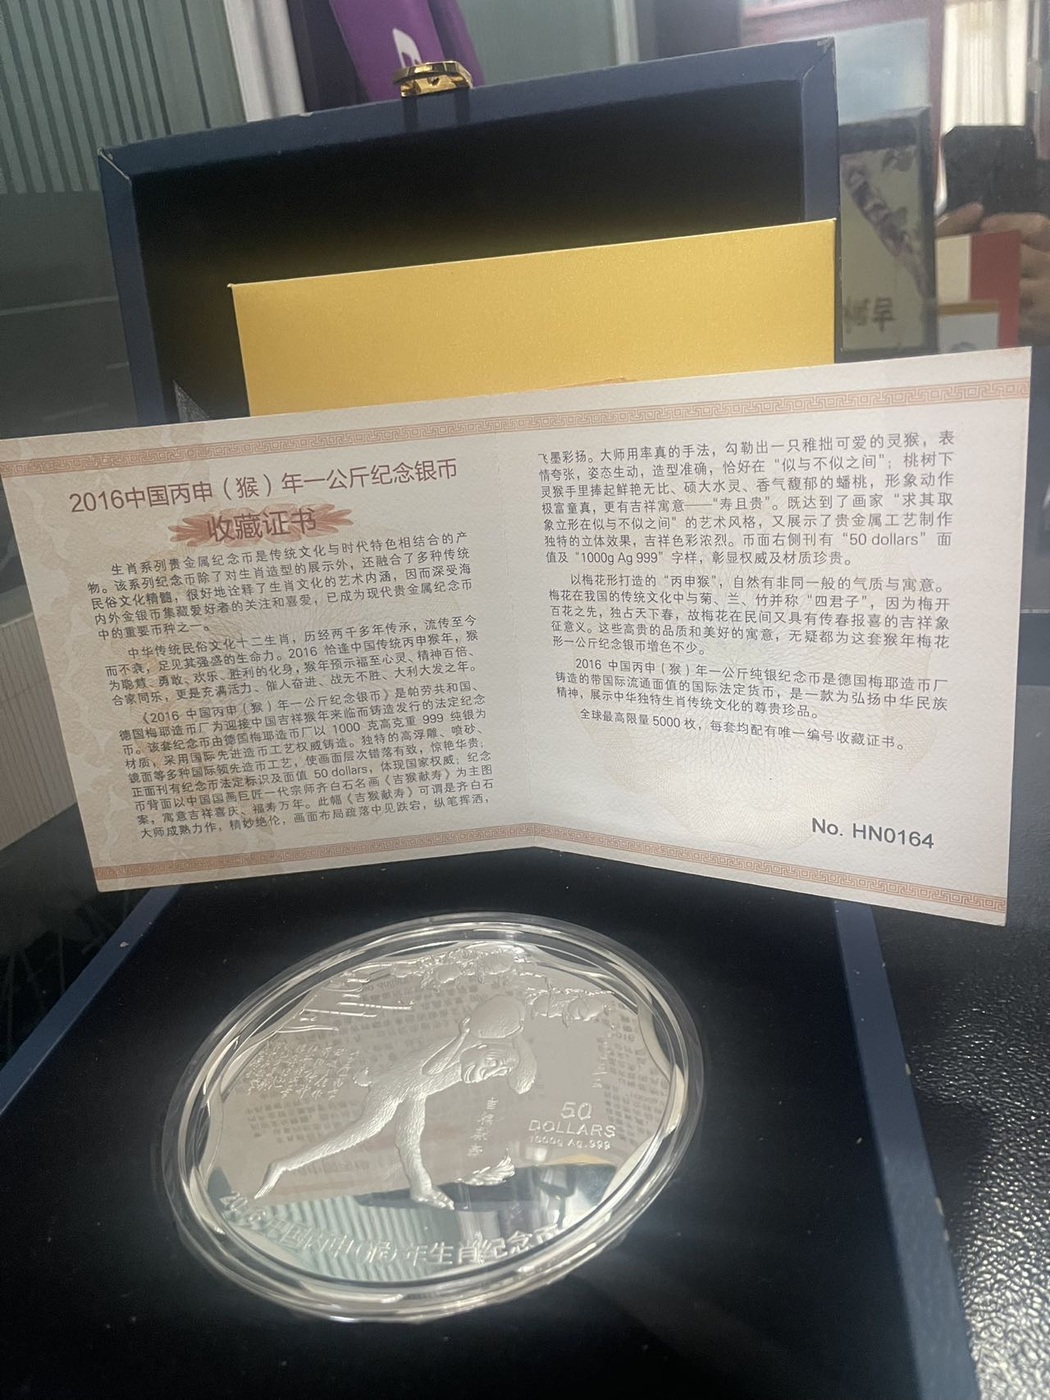 2016中国丙申（猴）年一公斤纪念银币
收藏证书
生肖系列贵金属纪念币是传统文化与时代特色相结合的产
物。该系列纪念币除了对生肖造型的展示外，还融合了多种传统
民俗文化精髓，很好地诠释了生肖文化的艺术内涵，因而深受海
内外金银币集藏爱好者的关注和喜爱，已成为现代贵金属纪念币
中的重要币种之一。
中华传统民俗文化十二生肖，历经两千多年传承，流传至今
而不衰，足见其强盛的生命力。2016 恰逢中国传统丙申猴年，猴
为聪慧、勇敢、欢乐、胜利的化身，猴年预示福至心灵、精神百倍、
合家同乐，更是充满活力、催人奋进、战无不胜、大利大发之年。
《2016 中国丙申（猴）年一公斤纪念银币》是帕劳共和国、
德国梅耶造币厂为迎接中国吉祥猴年来临而铸造发行的法定纪念
币。该套纪念币由德国梅耶造币厂以 1000 克高克重 999 纯银为
材质，采用国际先进造币工艺权威铸造。独特的高浮雕、喷砂、
镜面等多种国际领先造币工艺，使画面层次错落有致，惊艳华贵；
正面刊有纪念币法定标识及面值 50 dollars，体现国家权威；纪念
币背面以中国国画巨匠一代宗师齐白石名画《吉猴献寿》为主图
案，寓意吉祥喜庆、福寿万年。此幅《吉猴献寿》可谓是齐白石
大师成熟力作，精妙绝伦，画面布局疏落中见跌宕，纵笔挥洒，
飞墨彩扬。大师用率真的手法，勾勒出一只稚拙可爱的灵猴，表
情夸张，姿态生动，造型准确，恰好在“似与不似之间”；桃树下
灵猴手里捧起鲜艳无比、硕大水灵、香气馥郁的蟠桃，形象动作
极富童真，更有吉祥寓意——“寿且贵”。既达到了画家“求其取
象立形在似与不似之间”的艺术风格，又展示了贵金属工艺制作
独特的立体效果，吉祥色彩浓烈。币面右侧刊有“50 dollars”面
值及“1000g Ag 999”字样，彰显权威及材质珍贵。
以梅花形打造的“丙申猴”，自然有非同一般的气质与寓意。
梅花在我国的传统文化中与菊、兰、竹并称“四君子”，因为梅开
百花之先，独占天下春，故梅花在民间又具有传春报喜的吉祥象
征意义。这些高贵的品质和美好的寓意，无疑都为这套猴年梅花
形一公斤纪念银币增色不少。
2016 中国丙申（猴）年一公斤纯银纪念币是德国梅耶造币厂
铸造的带国际流通面值的国际法定货币，是一款为弘扬中华民族
精神，展示中华独特生肖传统文化的尊贵珍品。
全球最高限量 5000 枚，每套均配有唯一编号收藏证书。
No. HN0164
吉猴献寿
50
DOLLARS
1000g Ag.999
年生肖纪念币